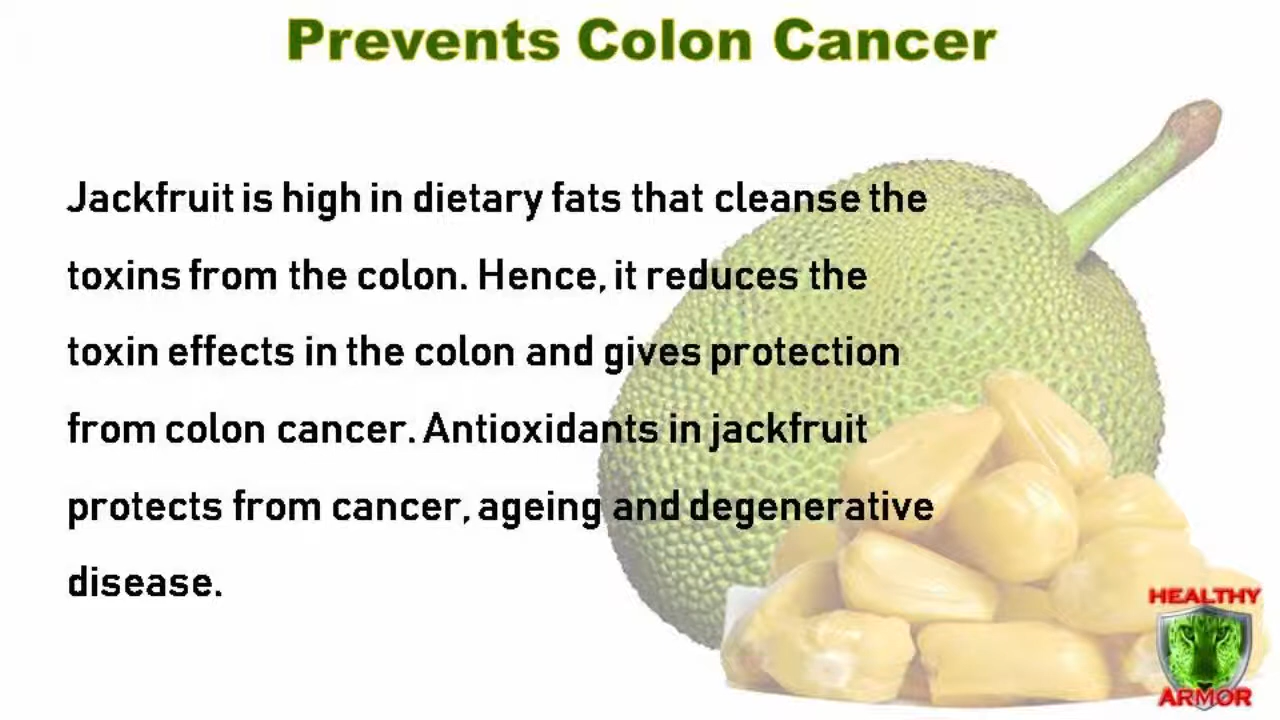 Prevents Colon Cancer
Jackfruit is high in dietary fats that cleanse the
toxins from the colon. Hence, it reduces the
toxin effects in the colon and gives protection
from colon cancer. Antioxidants in jackfruit
protects from cancer, ageing and degenerative
disease.
HEALTHY
ARMOR